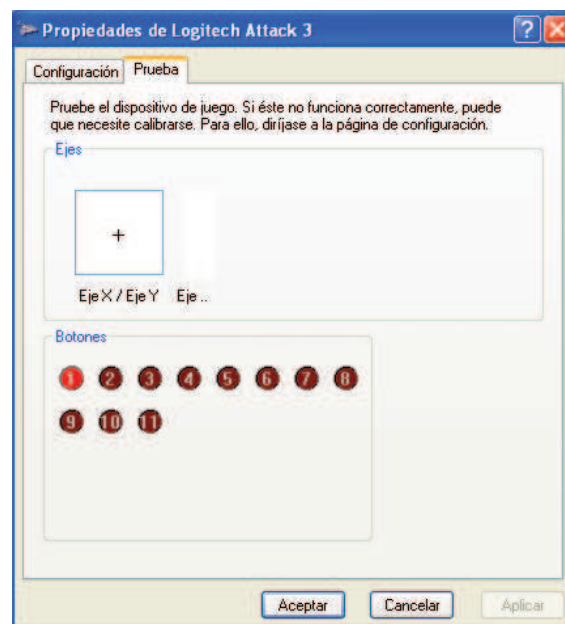 Propiedades de Logitech Attack 3
Configuración Prueba
Pruebe el dispositivo de juego. Si éste no funciona correctamente, puede
que necesite calibrarse. Para ello, diríjase a la página de configuración.
Ejes
Eje X / Eje Y Eje ..
Botones
1 2 3 4 5 6 7 8
9 10 11
Aceptar Cancelar Aplicar